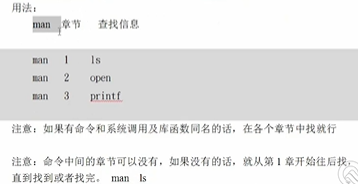 用法：
man 章节 查找信息
man 1 ls
man 2 open
man 3 printf
注意：如果有命令和系统调用及库函数同名的话，在各个章节中找就行
注意：命令中间的章节可以没有，如果没有的话，就从第 1 章开始往后找，
直到找到或者找完。 man ls